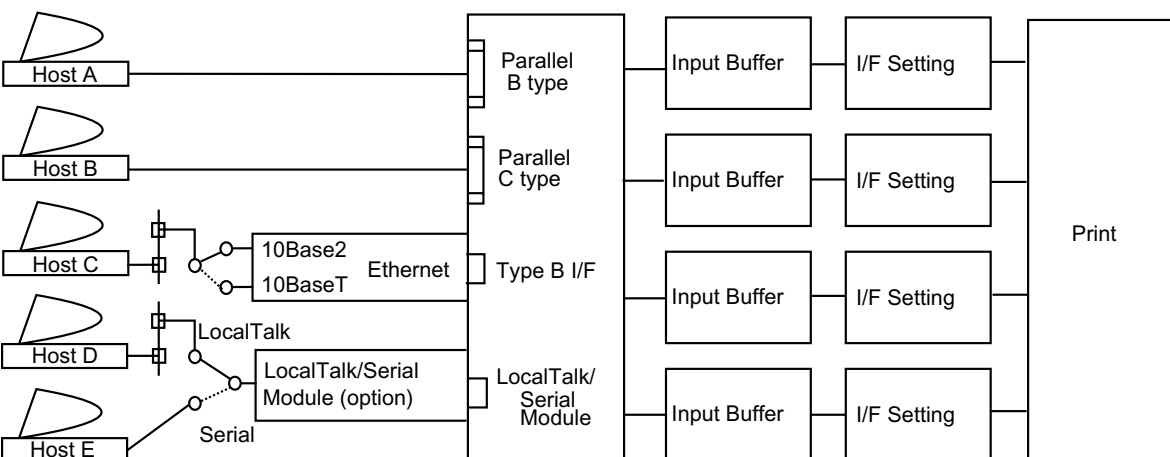 Host A
Parallel
B type
Input Buffer
I/F Setting
Host B
Parallel
C type
Input Buffer
I/F Setting
Print
Host C
10Base2
10BaseT
Ethernet
Type B I/F
Input Buffer
I/F Setting
Host D
LocalTalk
LocalTalk/Serial
Module (option)
LocalTalk/
Serial
Module
Input Buffer
I/F Setting
Serial
Host E